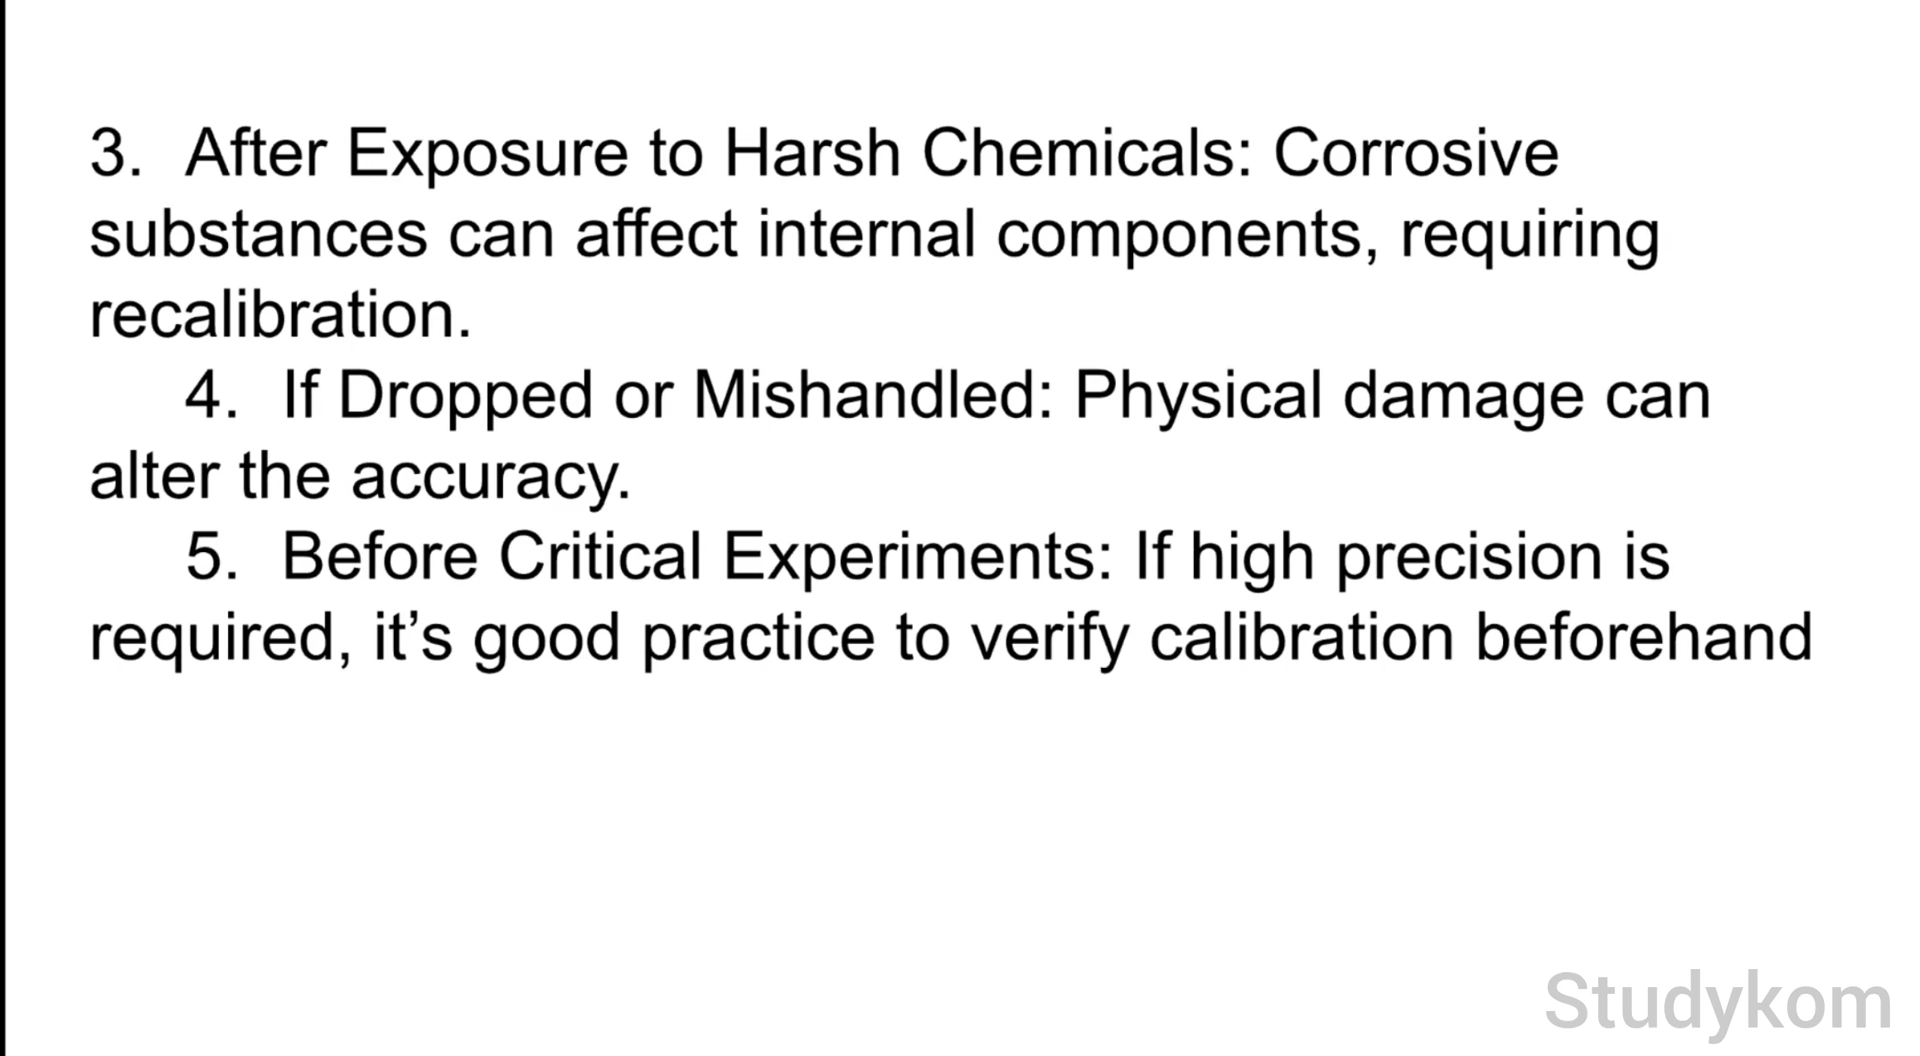 3. After Exposure to Harsh Chemicals: Corrosive
substances can affect internal components, requiring
recalibration.
4. If Dropped or Mishandled: Physical damage can
alter the accuracy.
5. Before Critical Experiments: If high precision is
required, it’s good practice to verify calibration beforehand
Studykom